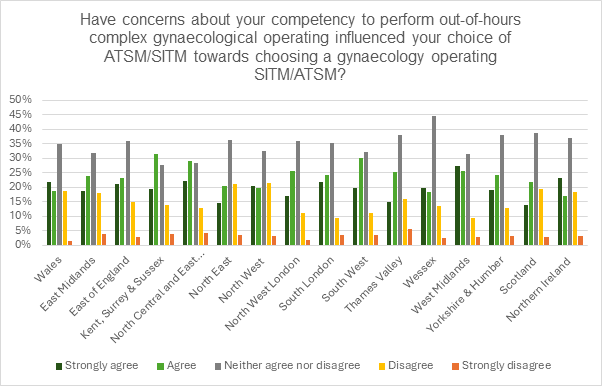 Have concerns about your competency to perform out-of-hours
complex gynaecological operating influenced your choice of
ATSM/SITM towards choosing a gynaecology operating
SITM/ATSM?
50%
45%
40%
35%
30%
25%
20%
15%
10%
5%
0%
Wales
East Midlands
East of England
Kent, Surrey & Sussex
North Central and East...
North East
North West
North West London
South London
South West
Thames Valley
Wessex
West Midlands
Yorkshire & Humber
Scotland
Northern Ireland
Strongly agree Agree Neither agree nor disagree Disagree Strongly disagree